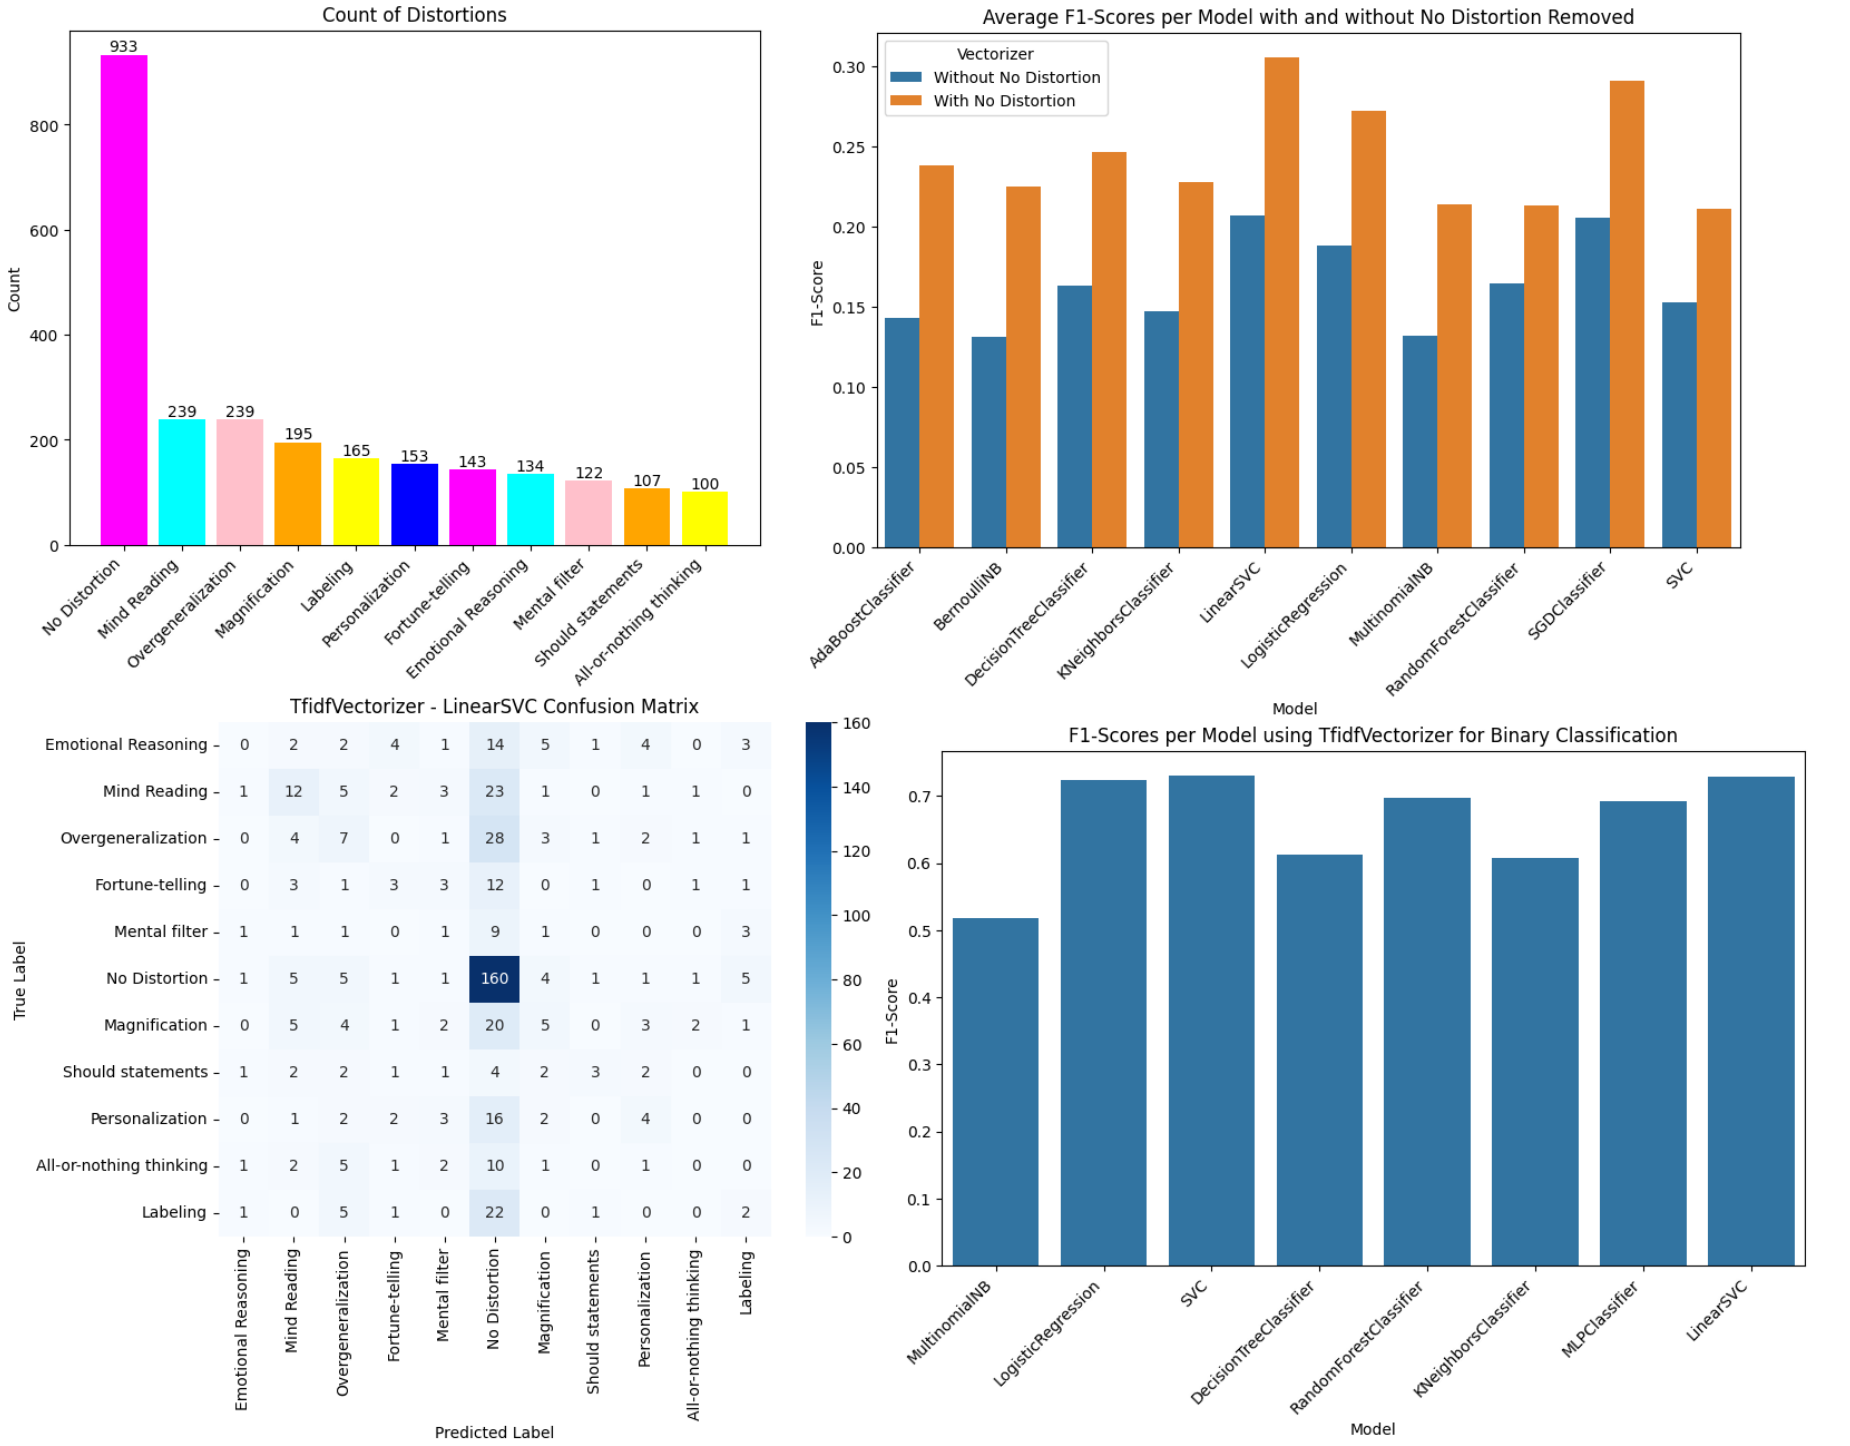 Count of Distortions
Count
800
600
400
200
0
933
239
239
195
165
153
143
134
122
107
100
No Distortion
Mind Reading
Overgeneralization
Magnification
Labeling
Personalization
Fortune-telling
Emotional Reasoning
Mental filter
Should statements
All-or-nothing thinking
Average F1-Scores per Model with and without No Distortion Removed
Vectorizer
Without No Distortion
With No Distortion
F1-Score
0.30
0.25
0.20
0.15
0.10
0.05
0.00
AdaBoostClassifier
BernoulliNB
DecisionTreeClassifier
KNeighborsClassifier
LinearSVC
LogisticRegression
MultinomialNB
RandomForestClassifier
SGDClassifier
SVC
Model
TfidfVectorizer - LinearSVC Confusion Matrix
True Label
Emotional Reasoning 0 2 2 4 1 14 5 1 4 0 3
Mind Reading 1 12 5 2 3 23 1 0 1 1 0
Overgeneralization 0 4 7 0 1 28 3 1 2 1 1
Fortune-telling 0 3 1 3 3 12 0 1 0 1 1
Mental filter 1 1 1 0 1 9 1 0 0 0 3
No Distortion 1 5 5 1 1 160 4 1 1 1 5
Magnification 0 5 4 1 2 20 5 0 3 2 1
Should statements 1 2 2 1 1 4 2 3 2 0 0
Personalization 0 1 2 2 3 16 2 0 4 0 0
All-or-nothing thinking 1 2 5 1 2 10 1 0 1 0 0
Labeling 1 0 5 1 0 22 0 1 0 0 2
Emotional Reasoning
Mind Reading
Overgeneralization
Fortune-telling
Mental filter
No Distortion
Magnification
Should statements
Personalization
All-or-nothing thinking
Labeling
Predicted Label
160
140
120
100
80
60
40
20
0
F1-Scores per Model using TfidfVectorizer for Binary Classification
F1-Score
0.7
0.6
0.5
0.4
0.3
0.2
0.1
0.0
MultinomialNB
LogisticRegression
SVC
DecisionTreeClassifier
RandomForestClassifier
KNeighborsClassifier
MLPClassifier
LinearSVC
Model